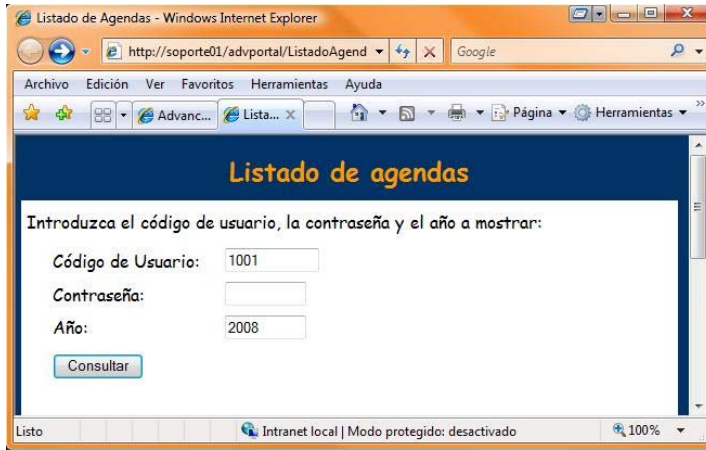 Listado de Agendas - Windows Internet Explorer
http://soporte01/advportal/ListadoAgend
Google
Archivo Edición Ver Favoritos Herramientas Ayuda
Advanc... Lista... Página Herramientas
Listado de agendas
Introduzca el código de usuario, la contraseña y el año a mostrar:
Código de Usuario: 1001
Contraseña:
Año: 2008
Consultar
Listo Intranet local | Modo protegido: desactivado 100%